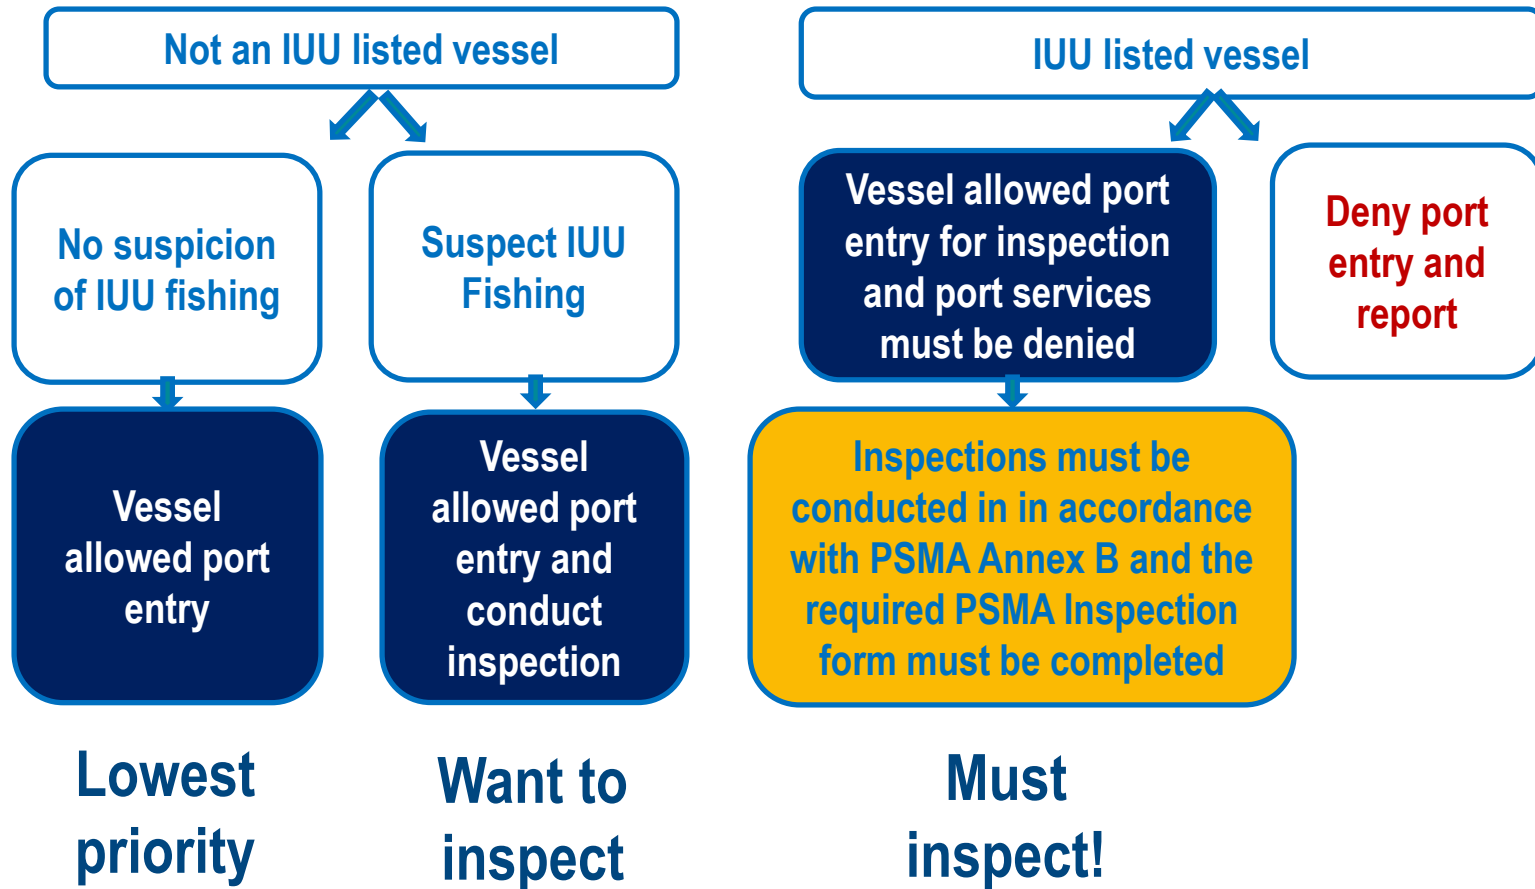 Not an IUU listed vessel
IUU listed vessel
No suspicion
of IUU fishing
Suspect IUU
Fishing
Vessel allowed port
entry for inspection
and port services
must be denied
Deny port
entry and
report
Vessel
allowed port
entry
Vessel
allowed port
entry and
conduct
inspection
Inspections must be
conducted in in accordance
with PSMA Annex B and the
required PSMA Inspection
form must be completed
Lowest
priority
Want to
inspect
Must
inspect!